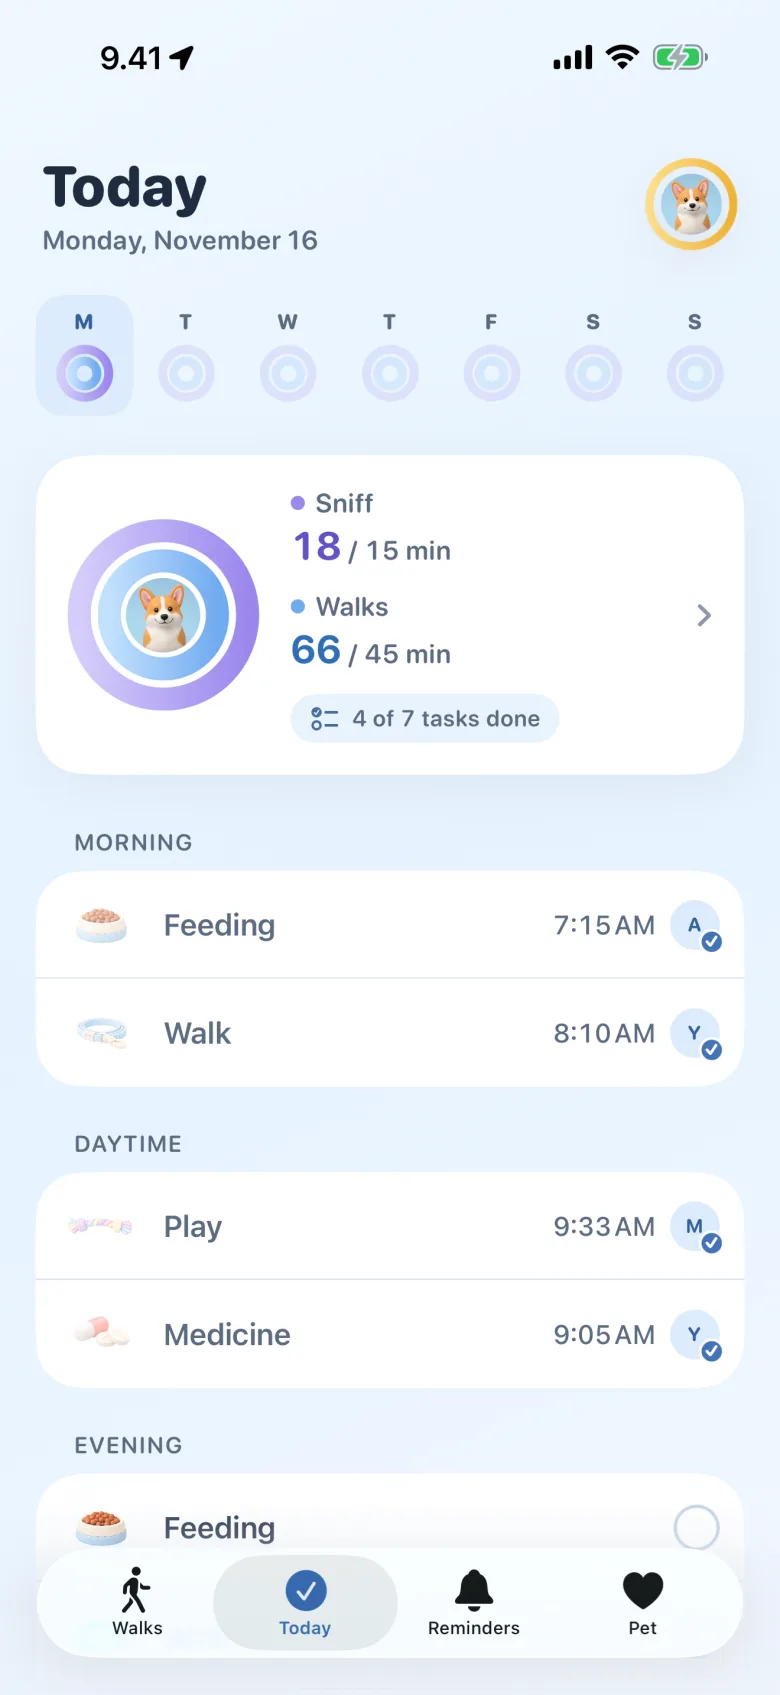 9.41
Today
Monday, November 16
M T W T F S S
Sniff
18 / 15 min
Walks
66 / 45 min
4 of 7 tasks done
MORNING
Feeding 7:15 AM A
Walk 8:10 AM Y
DAYTIME
Play 9:33 AM M
Medicine 9:05 AM Y
EVENING
Feeding
Walks Today Reminders Pet